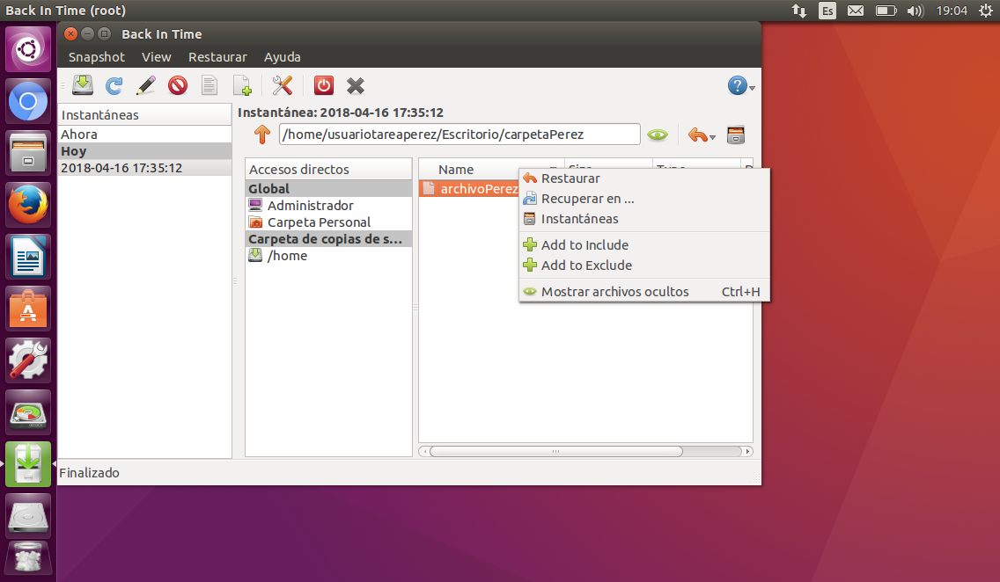 Back In Time (root)
Es
19:04
Back In Time
Snapshot View Restaurar Ayuda
Instantáneas
Ahora
Hoy
2018-04-16 17:35:12
Instantánea: 2018-04-16 17:35:12
/home/usuariotareaperez/Escritorio/carpetaPerez
Accesos directos
Global
Administrador
Carpeta Personal
Carpeta de copias de s...
/home
Name Size Type D
archivoPerez
Restaurar
Recuperar en ...
Instantáneas
Add to Include
Add to Exclude
Mostrar archivos ocultos Ctrl+H
Finalizado